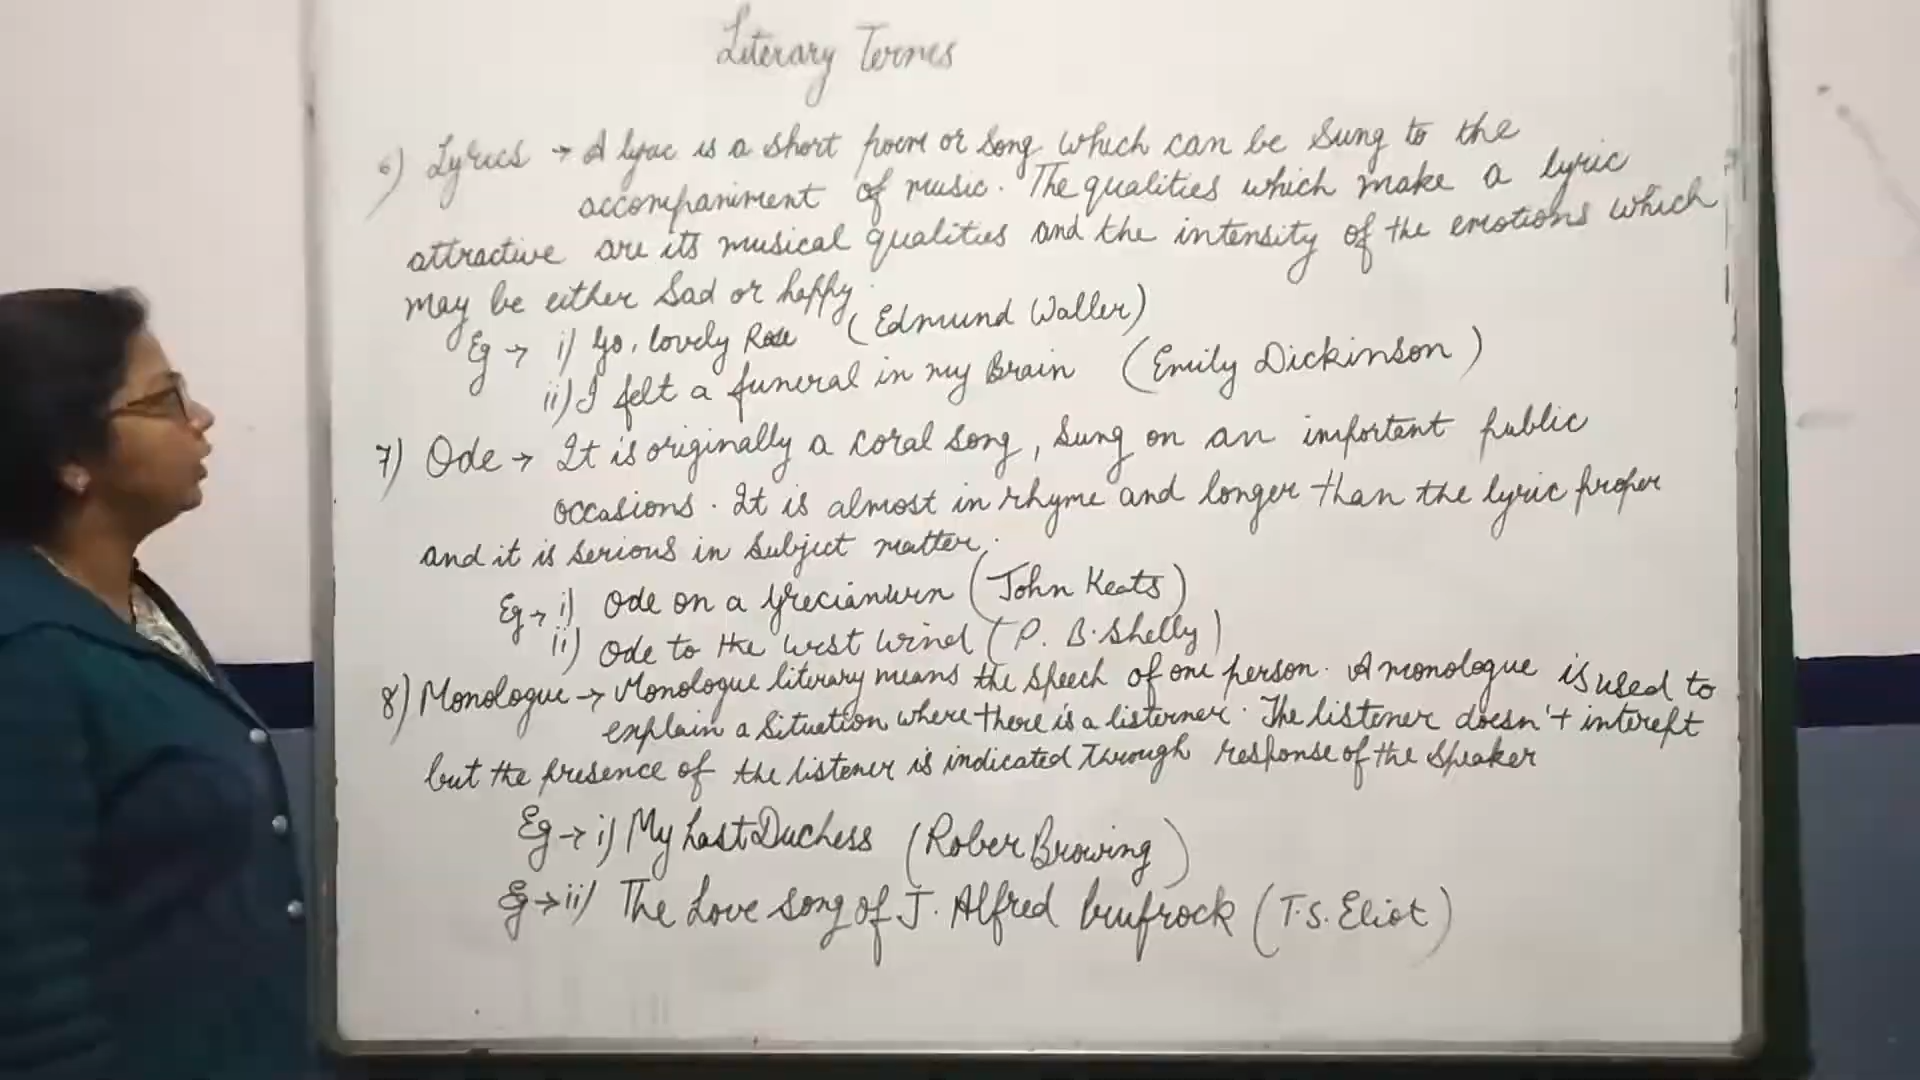 Literary Terms
6) Lyrics → A lyric is a short poem or song which can be sung to the
accompaniment of music. The qualities which make a lyric
attractive are its musical qualities and the intensity of the emotions which
may be either sad or happy.
Eg → i) Go, lovely Rose (Edmund Waller)
ii) I felt a funeral in my Brain (Emily Dickinson)
7) Ode → It is originally a coral song, sung on an important public
occasions. It is almost in rhyme and longer than the lyric proper
and it is serious in subject matter.
Eg → i) Ode on a Grecianurn (John Keats)
ii) Ode to the west wind (P. B. Shelly)
8) Monologue → Monologue literary means the speech of one person. A monologue is used to
explain a situation where there is a listerner. The listener doesn't interept
but the presence of the listener is indicated through response of the speaker
Eg → i) My Last Duchess (Rober Browing)
Eg → ii) The Love song of J. Alfred Prufrock (T.S. Eliot)